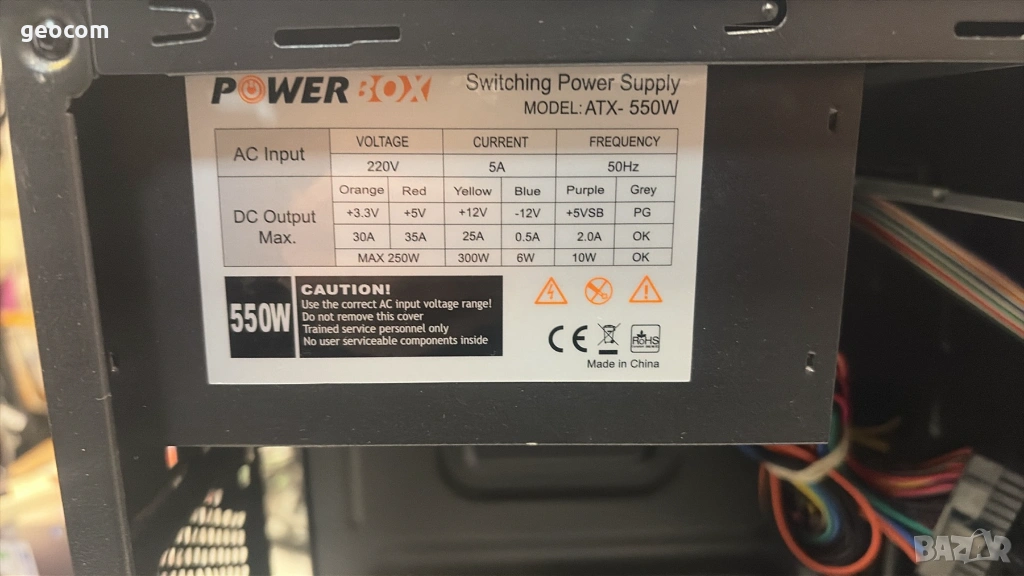 geocom
POWER BOX
Switching Power Supply
MODEL: ATX- 550W
AC Input VOLTAGE CURRENT FREQUENCY
220V 5A 50Hz
DC Output Max. Orange Red Yellow Blue Purple Grey
+3.3V +5V +12V -12V +5VSB PG
30A 35A 25A 0.5A 2.0A OK
MAX 250W 300W 6W 10W OK
550W
CAUTION!
Use the correct AC input voltage range!
Do not remove this cover
Trained service personnel only
No user serviceable components inside
CE
RoHS
Made in China
BAZAR